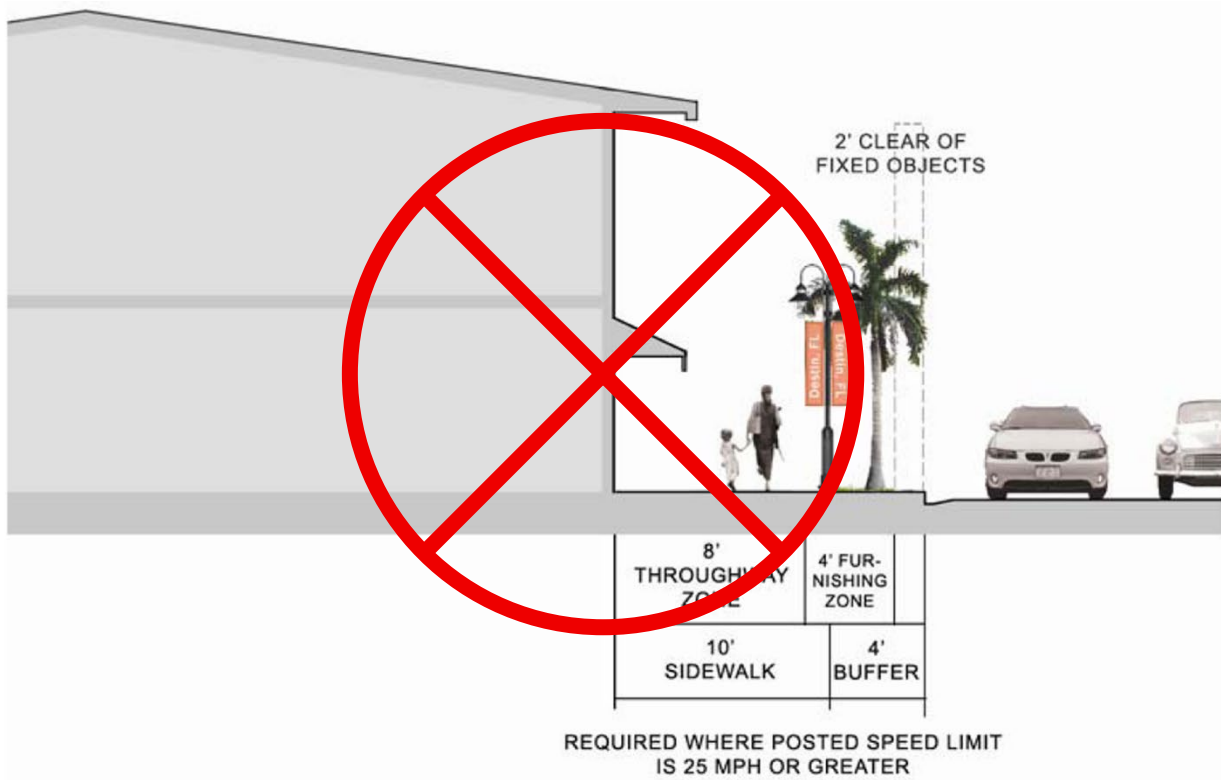 2' CLEAR OF
FIXED OBJECTS
Destin, FL
Destin, FL
8'
THROUGHWAY
ZONE
4' FUR-
NISHING
ZONE
10'
SIDEWALK
4'
BUFFER
REQUIRED WHERE POSTED SPEED LIMIT
IS 25 MPH OR GREATER